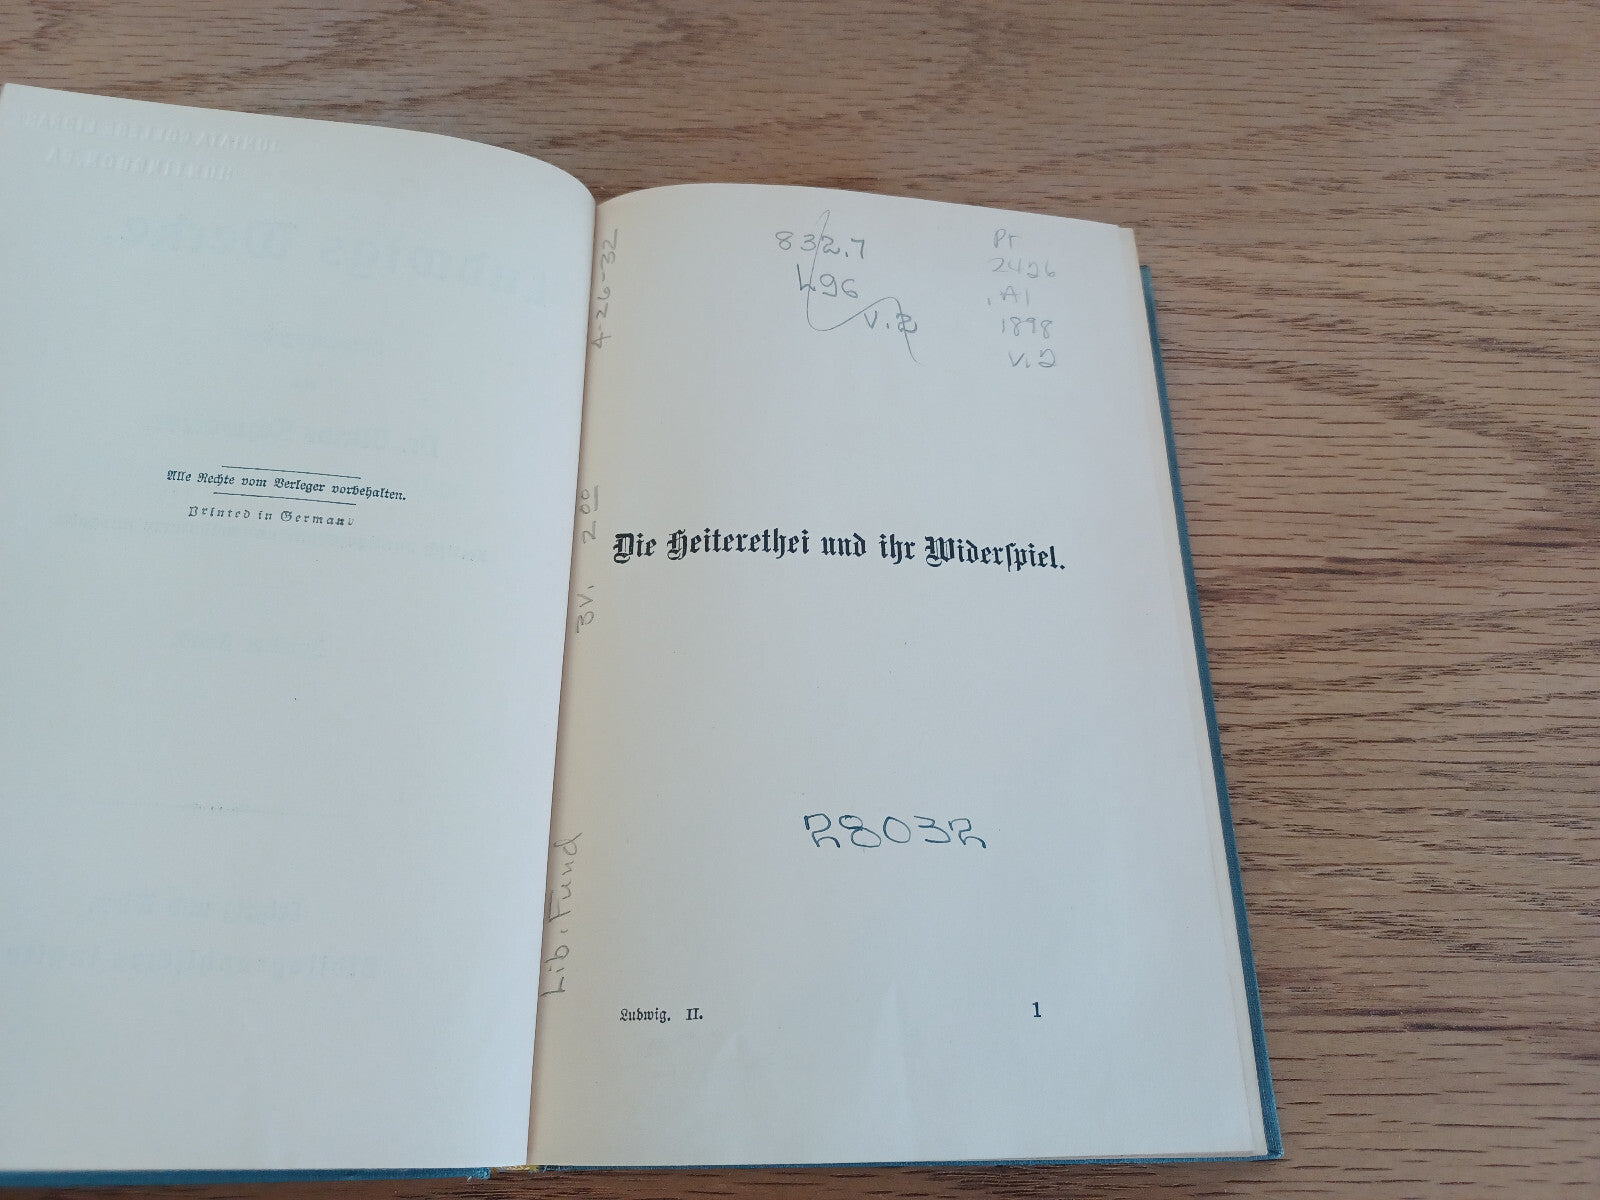 Alle Rechte vom Verleger vorbehalten.
Printed in Germany
4-26-32
3v. 2 00
Lib. Fund
832.7
L96
v.2
Pt
2426
.A1
1898
v.2
Die Heiterethei und ihr Widerſpiel.
28032
Ludwig. II.
1